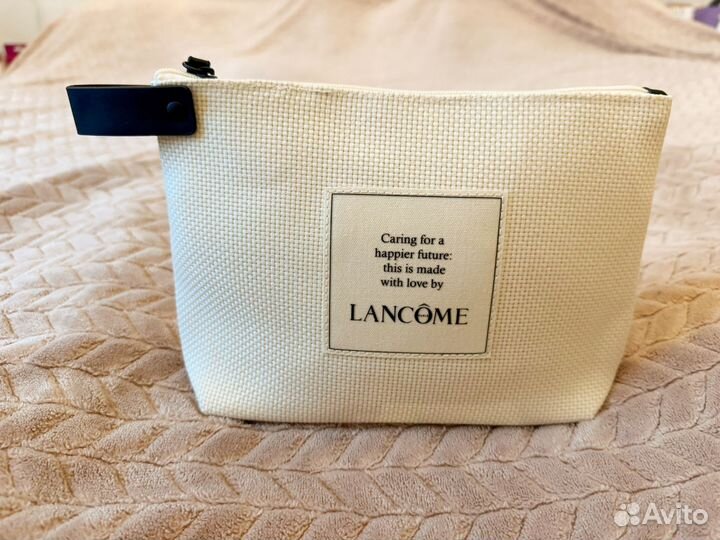 Caring for a
happier future:
this is made
with love by
LANCÔME
Avito